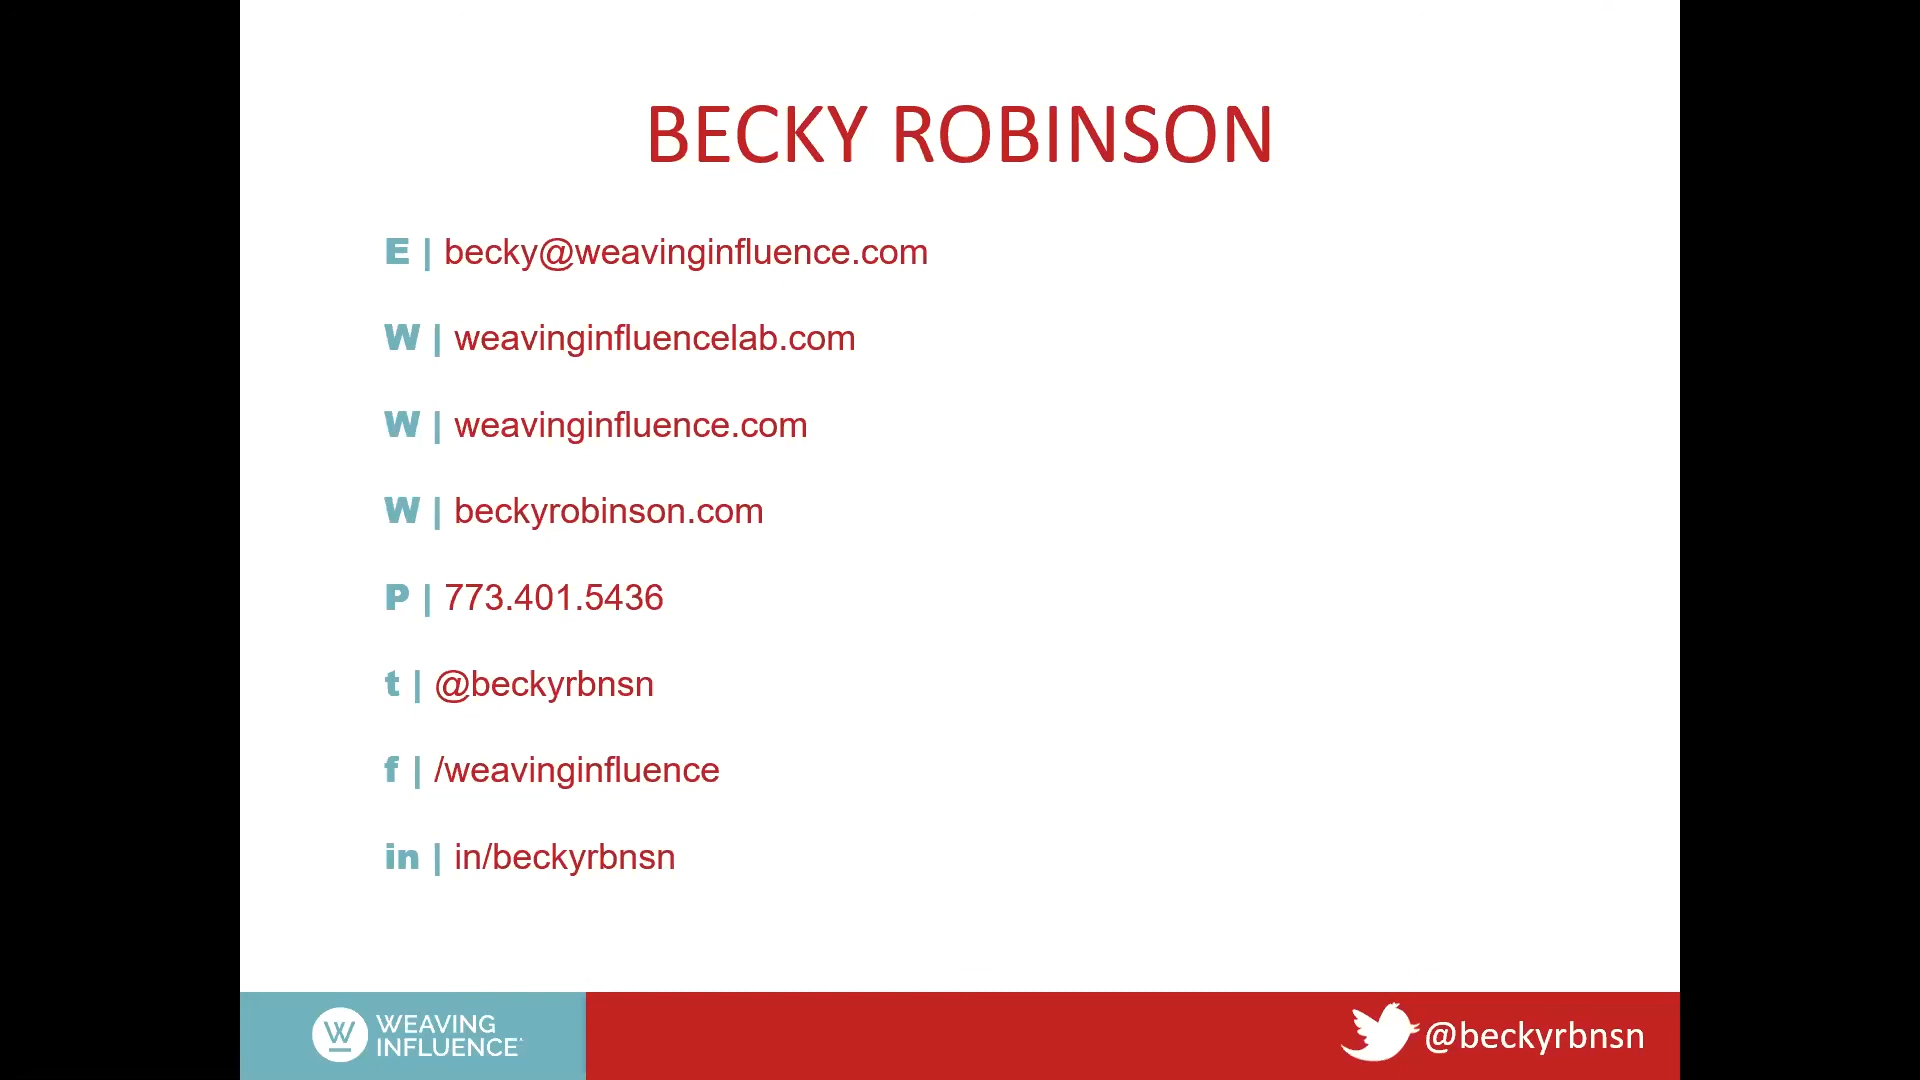 BECKY ROBINSON
E | becky@weavinginfluence.com
W | weavinginfluencelab.com
W | weavinginfluence.com
W | beckyrobinson.com
P | 773.401.5436
t | @beckyrbnsn
f | /weavinginfluence
in | in/beckyrbnsn
W WEAVING
INFLUENCE
@beckyrbnsn